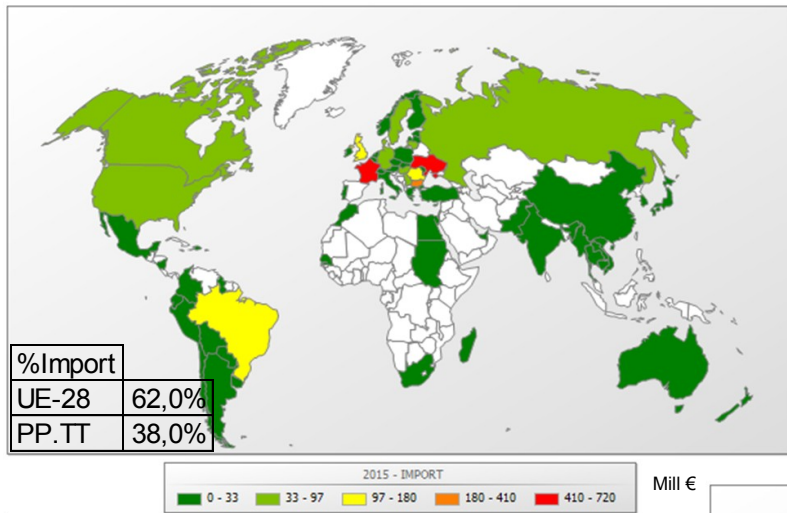 %Import
UE-28 62,0%
PP.TT 38,0%
2015 - IMPORT
0 - 33 33 - 97 97 - 180 180 - 410 410 - 720
Mill €